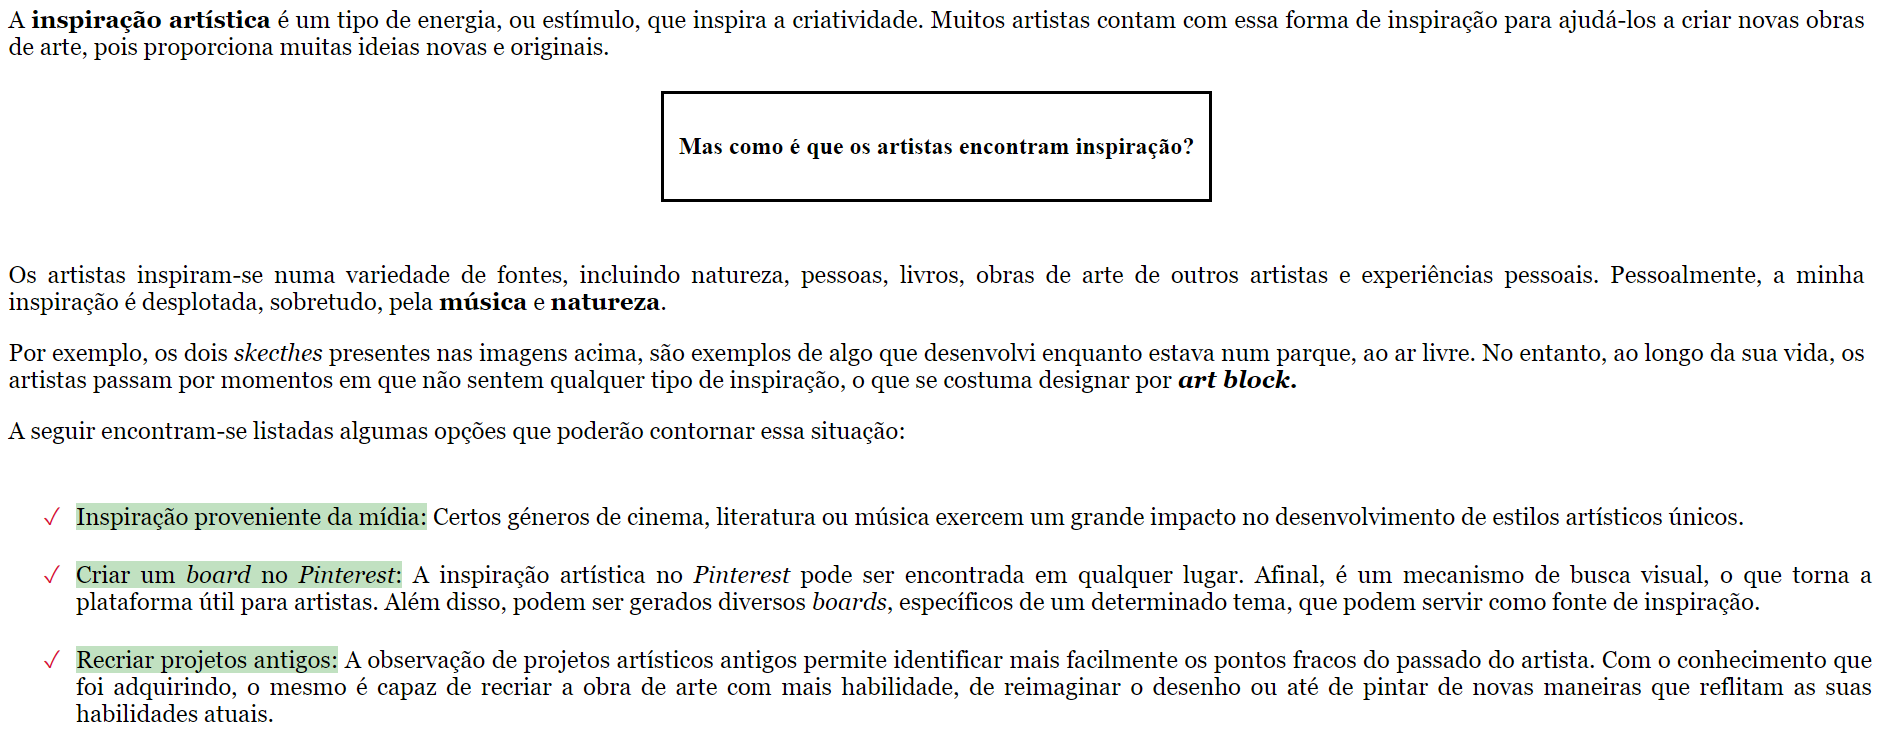 A inspiração artística é um tipo de energia, ou estímulo, que inspira a criatividade. Muitos artistas contam com essa forma de inspiração para ajudá-los a criar novas obras
de arte, pois proporciona muitas ideias novas e originais.
Mas como é que os artistas encontram inspiração?
Os artistas inspiram-se numa variedade de fontes, incluindo natureza, pessoas, livros, obras de arte de outros artistas e experiências pessoais. Pessoalmente, a minha
inspiração é desplotada, sobretudo, pela música e natureza.
Por exemplo, os dois skecthes presentes nas imagens acima, são exemplos de algo que desenvolvi enquanto estava num parque, ao ar livre. No entanto, ao longo da sua vida, os
artistas passam por momentos em que não sentem qualquer tipo de inspiração, o que se costuma designar por art block.
A seguir encontram-se listadas algumas opções que poderão contornar essa situação:
✓ Inspiração proveniente da mídia: Certos géneros de cinema, literatura ou música exercem um grande impacto no desenvolvimento de estilos artísticos únicos.
✓ Criar um board no Pinterest: A inspiração artística no Pinterest pode ser encontrada em qualquer lugar. Afinal, é um mecanismo de busca visual, o que torna a
plataforma útil para artistas. Além disso, podem ser gerados diversos boards, específicos de um determinado tema, que podem servir como fonte de inspiração.
✓ Recriar projetos antigos: A observação de projetos artísticos antigos permite identificar mais facilmente os pontos fracos do passado do artista. Com o conhecimento que
foi adquirindo, o mesmo é capaz de recriar a obra de arte com mais habilidade, de reimaginar o desenho ou até de pintar de novas maneiras que reflitam as suas
habilidades atuais.